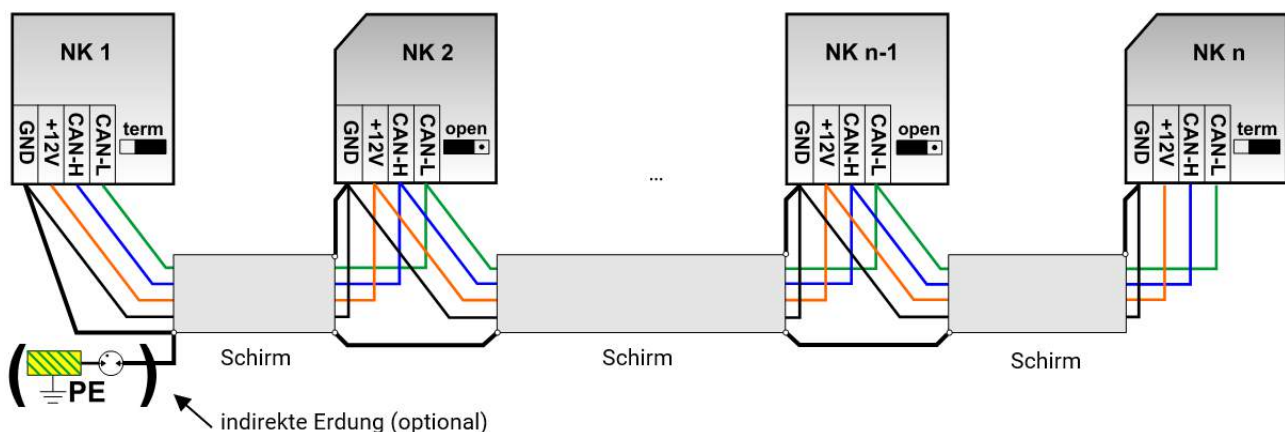 NK 1
NK 2
NK n-1
NK n
GND
+12V
CAN-H
CAN-L
term
GND
+12V
CAN-H
CAN-L
open
GND
+12V
CAN-H
CAN-L
open
GND
+12V
CAN-H
CAN-L
term
...
Schirm
Schirm
Schirm
( PE )
indirekte Erdung (optional)